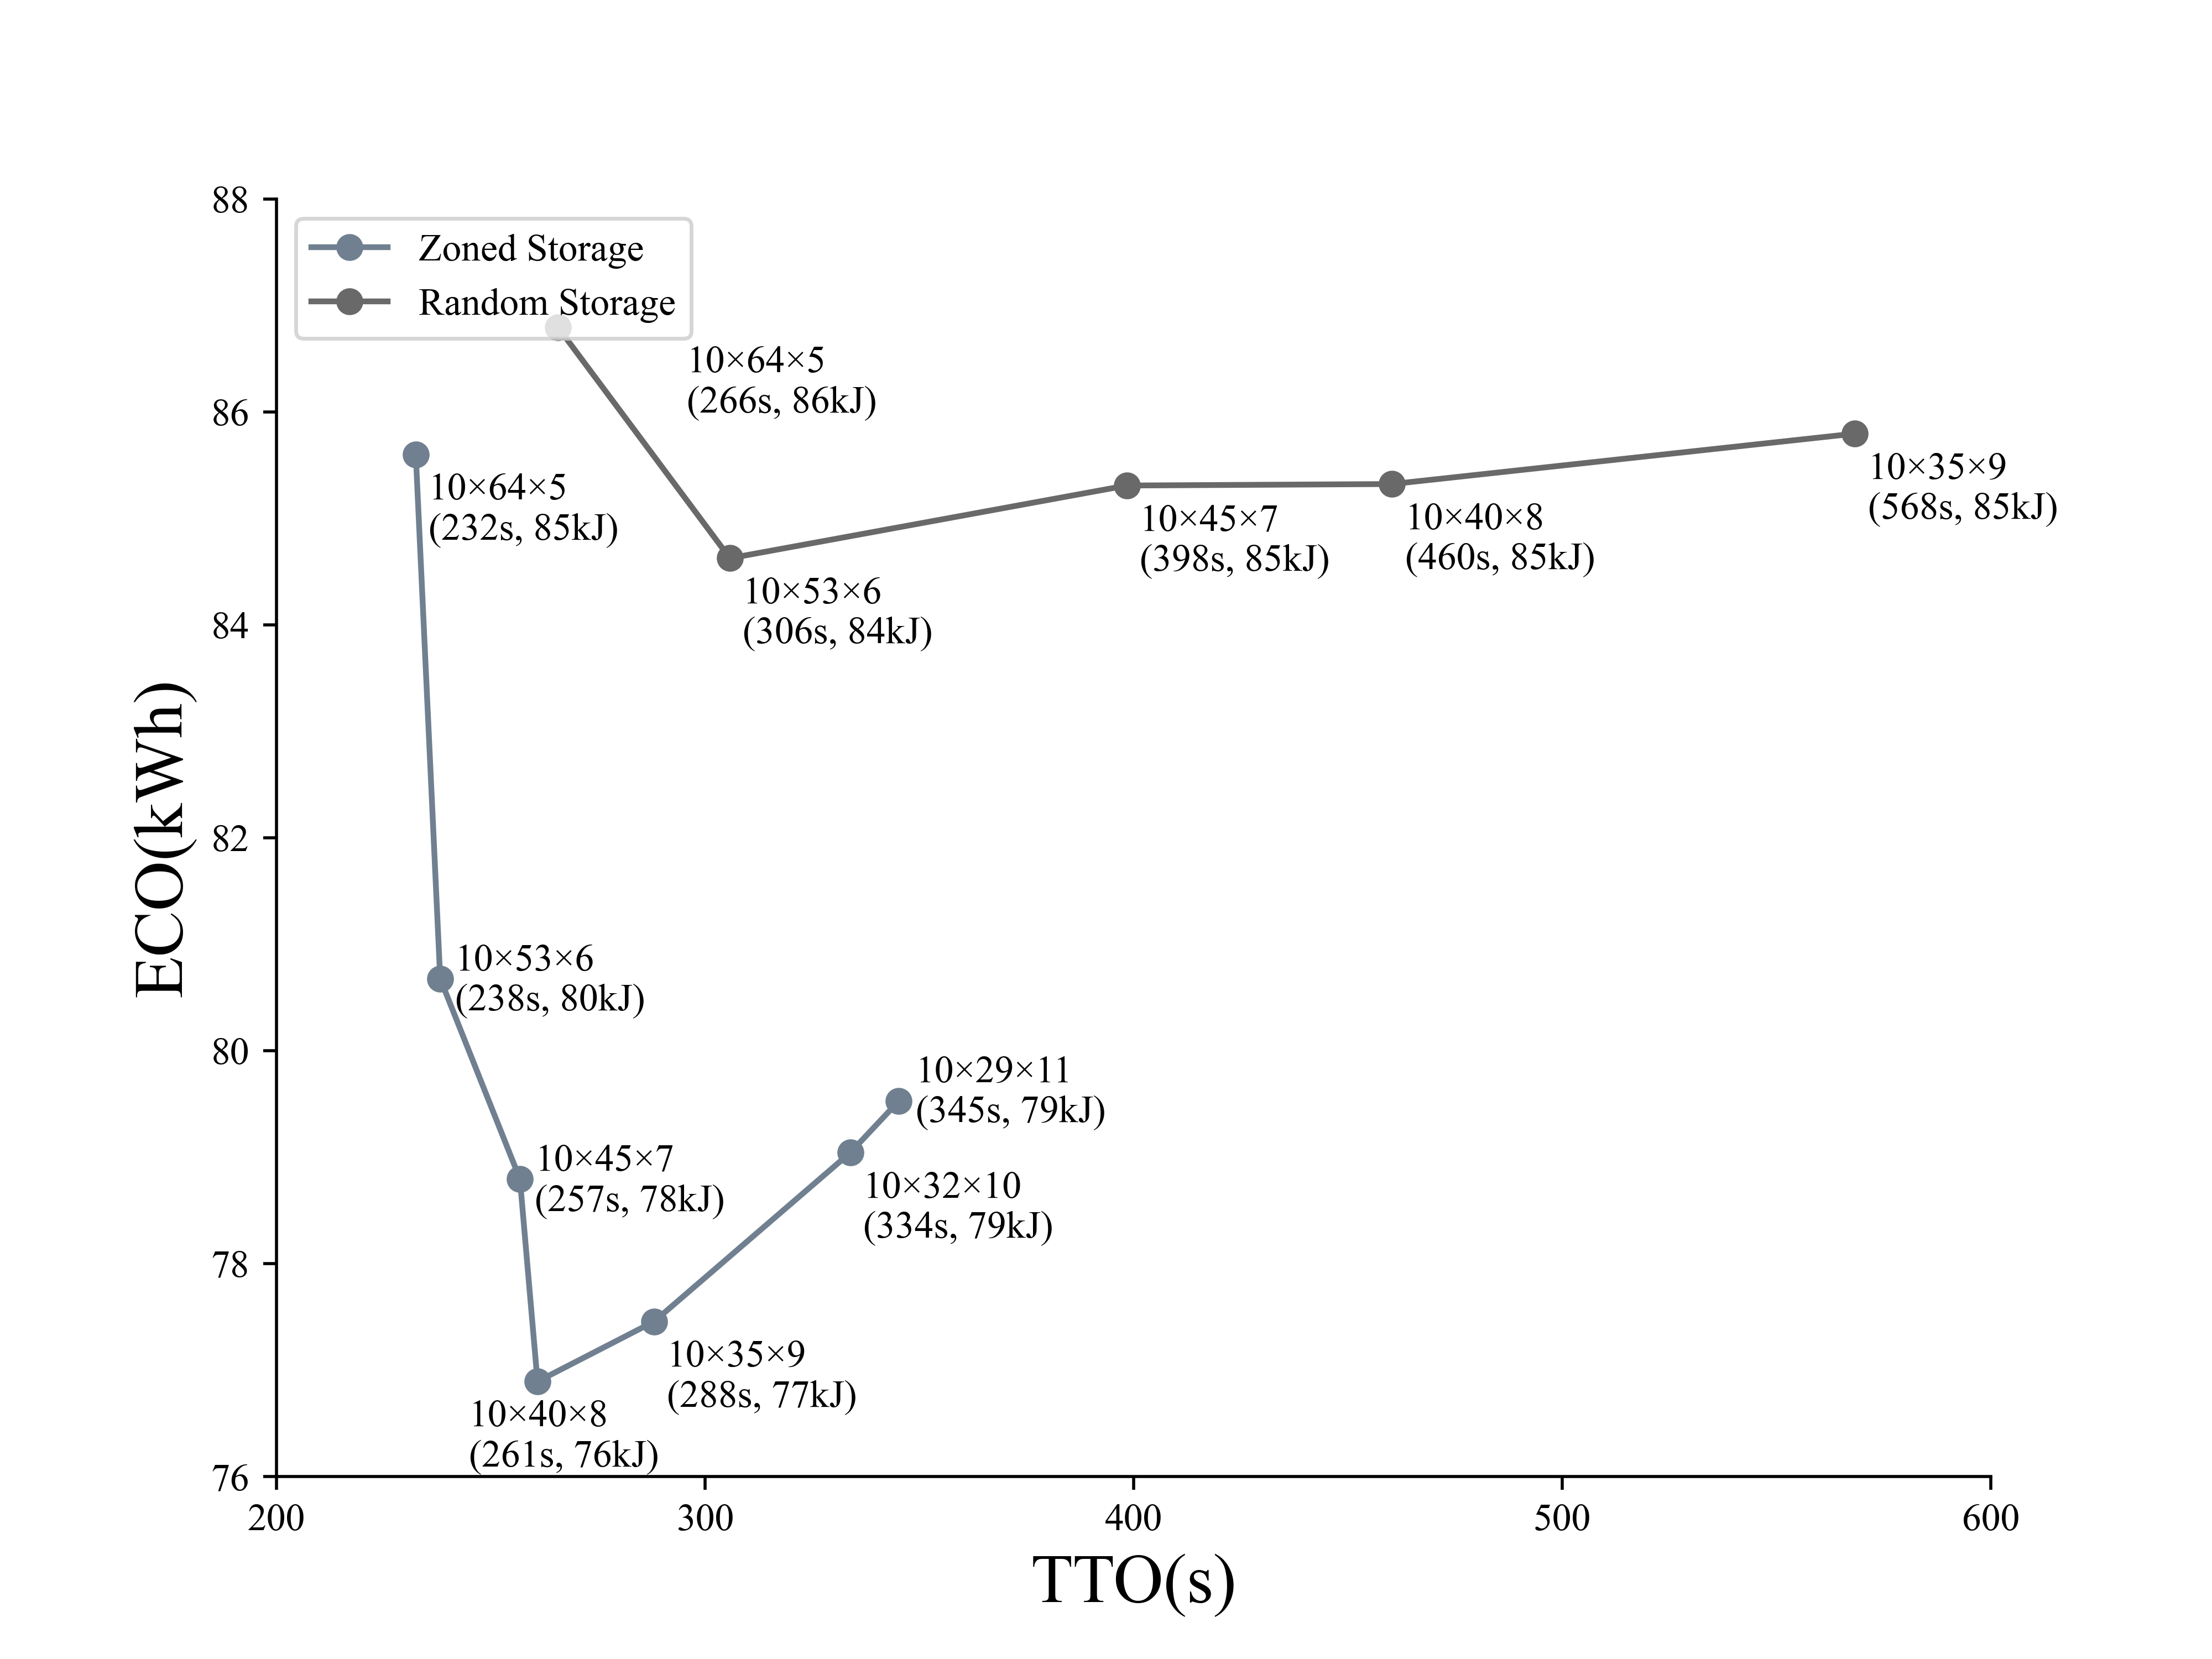 88
Zoned Storage
Random Storage
10×64×5
(266s, 86kJ)
86
10×35×9
(568s, 85kJ)
10×64×5
(232s, 85kJ)
10×45×7
(398s, 85kJ)
10×40×8
(460s, 85kJ)
10×53×6
(306s, 84kJ)
84
ECO(kWh)
82
10×53×6
(238s, 80kJ)
80
10×29×11
(345s, 79kJ)
10×45×7
(257s, 78kJ)
10×32×10
(334s, 79kJ)
78
10×35×9
(288s, 77kJ)
10×40×8
(261s, 76kJ)
76
200 300 400 500 600
TTO(s)